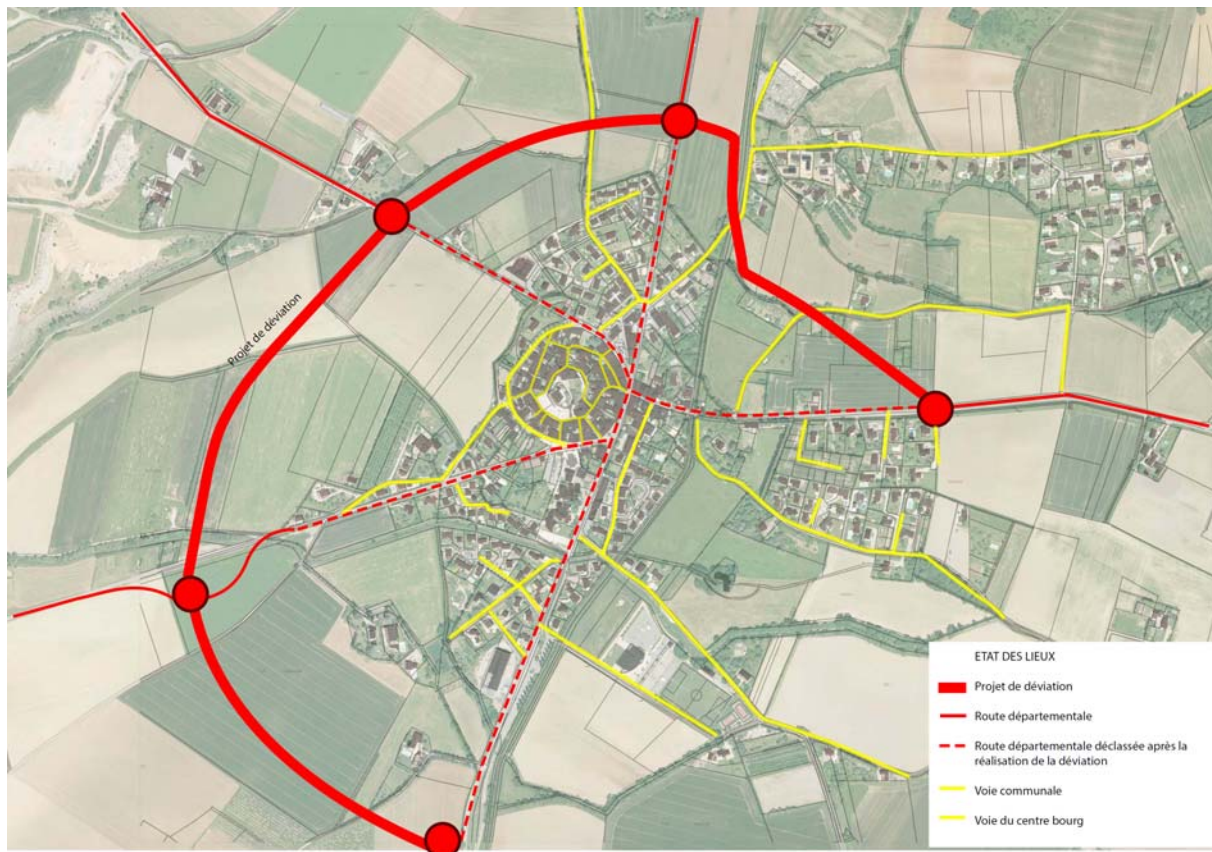 Projet de déviation
ETAT DES LIEUX
Projet de déviation
Route départementale
Route départementale déclassée après la
réalisation de la déviation
Voie communale
Voie du centre bourg